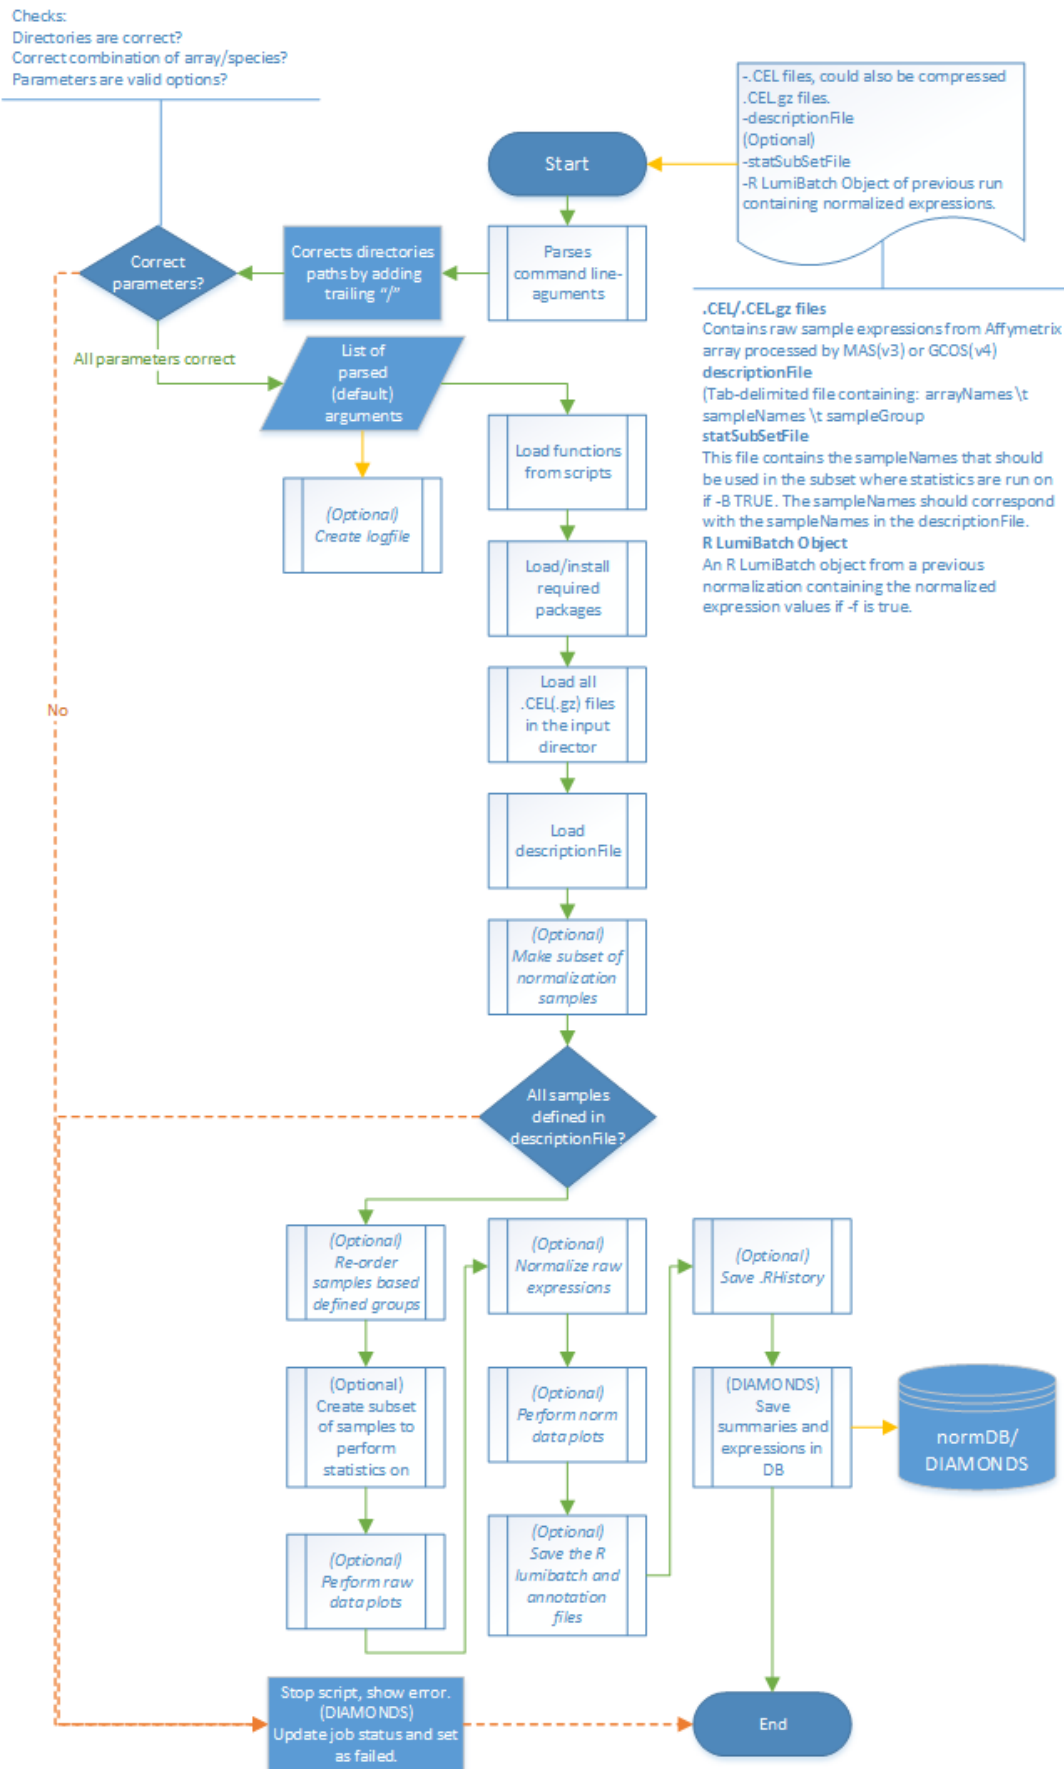 Checks:
Directories are correct?
Correct combination of array/species?
Parameters are valid options?
-.CEL files, could also be compressed
.CEL.gz files.
-descriptionFile
(Optional)
-statSubSetFile
-R LumiBatch Object of previous run
containing normalized expressions.
Start
Parses
command line-
aguments
Corrects directories
paths by adding
trailing "/"
Correct
parameters?
All parameters correct
List of
parsed
(default)
arguments
(Optional)
Create logfile
.CEL/.CEL.gz files
Contains raw sample expressions from Affymetrix
array processed by MAS(v3) or GCOS(v4)
descriptionFile
(Tab-delimited file containing: arrayNames \t
sampleNames \t sampleGroup
statSubSetFile
This file contains the sampleNames that should
be used in the subset where statistics are run on
if -B TRUE. The sampleNames should correspond
with the sampleNames in the descriptionFile.
R LumiBatch Object
An R LumiBatch object from a previous
normalization containing the normalized
expression values if -f is true.
Load functions
from scripts
Load/install
required
packages
Load all
.CEL(.gz) files
in the input
director
No
Load
descriptionFile
(Optional)
Make subset of
normalization
samples
All samples
defined in
descriptionFile?
(Optional)
Re-order
samples based
defined groups
(Optional)
Create subset
of samples to
perform
statistics on
(Optional)
Perform raw
data plots
(Optional)
Normalize raw
expressions
(Optional)
Perform norm
data plots
(Optional)
Save the R
lumibatch and
annotation
files
(Optional)
Save .RHistory
(DIAMONDS)
Save
summaries and
expressions in
DB
normDB/
DIAMONDS
Stop script, show error.
(DIAMONDS)
Update job status and set
as failed.
End